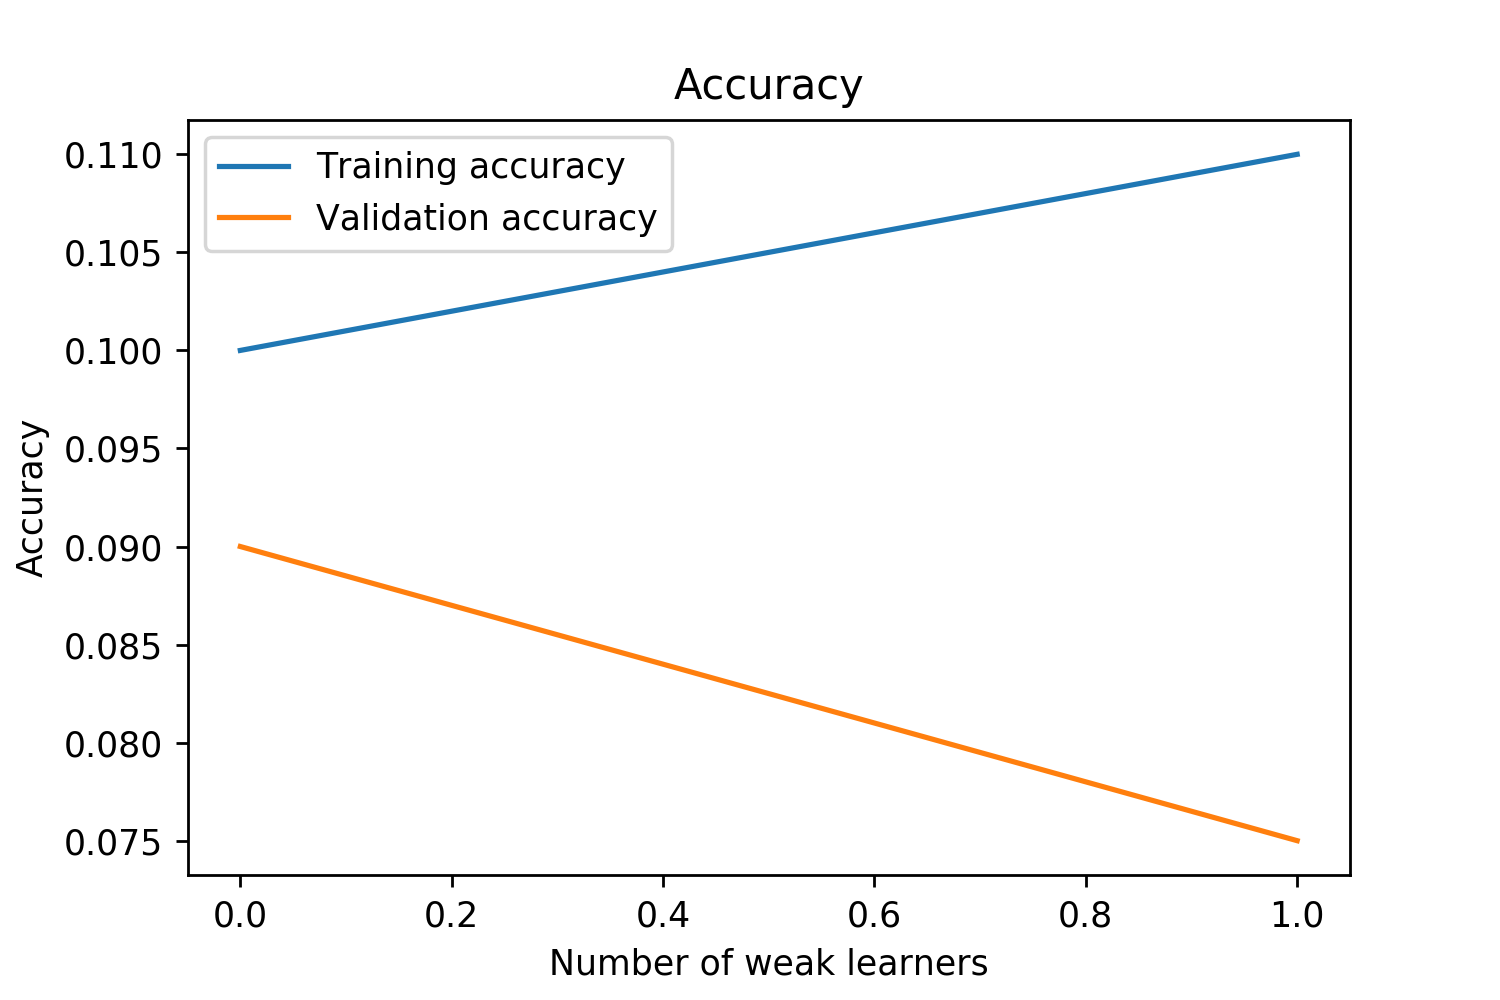 Accuracy
Training accuracy
Validation accuracy
0.110
0.105
0.100
0.095
0.090
0.085
0.080
0.075
Accuracy
0.0 0.2 0.4 0.6 0.8 1.0
Number of weak learners